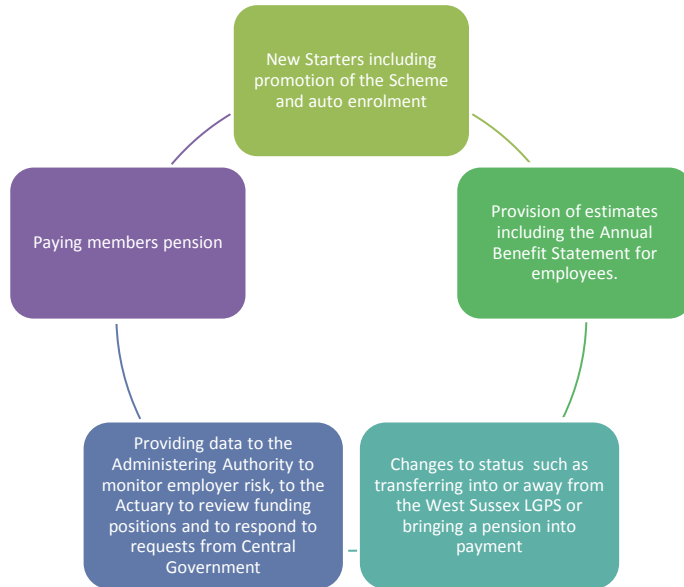 New Starters including
promotion of the Scheme
and auto enrolment
Provision of estimates
including the Annual
Benefit Statement for
employees.
Changes to status  such as
transferring into or away from
the West Sussex LGPS or
bringing a pension into
payment
Providing data to the
Administering Authority to
monitor employer risk, to the
Actuary to review funding
positions and to respond to
requests from Central
Government
Paying members pension